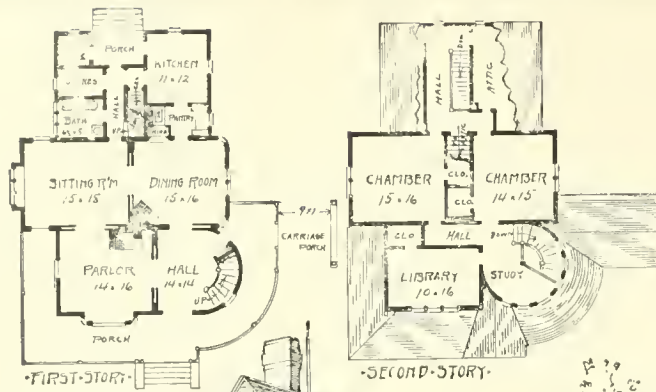 PORCH
KITCHEN
11×12
BATH
HALL
UP
PANTRY
SITTING R'M
15×18
DINING ROOM
15×16
PARLOR
14×16
HALL
14×14
UP
PORCH
CARRIAGE
PORCH
·FIRST·STORY·
HALL
ATTIC
CHAMBER
15×16
CLO.
CLO.
CHAMBER
14×15
CLO
HALL
DOWN
LIBRARY
10×16
STUDY
·SECOND·STORY·